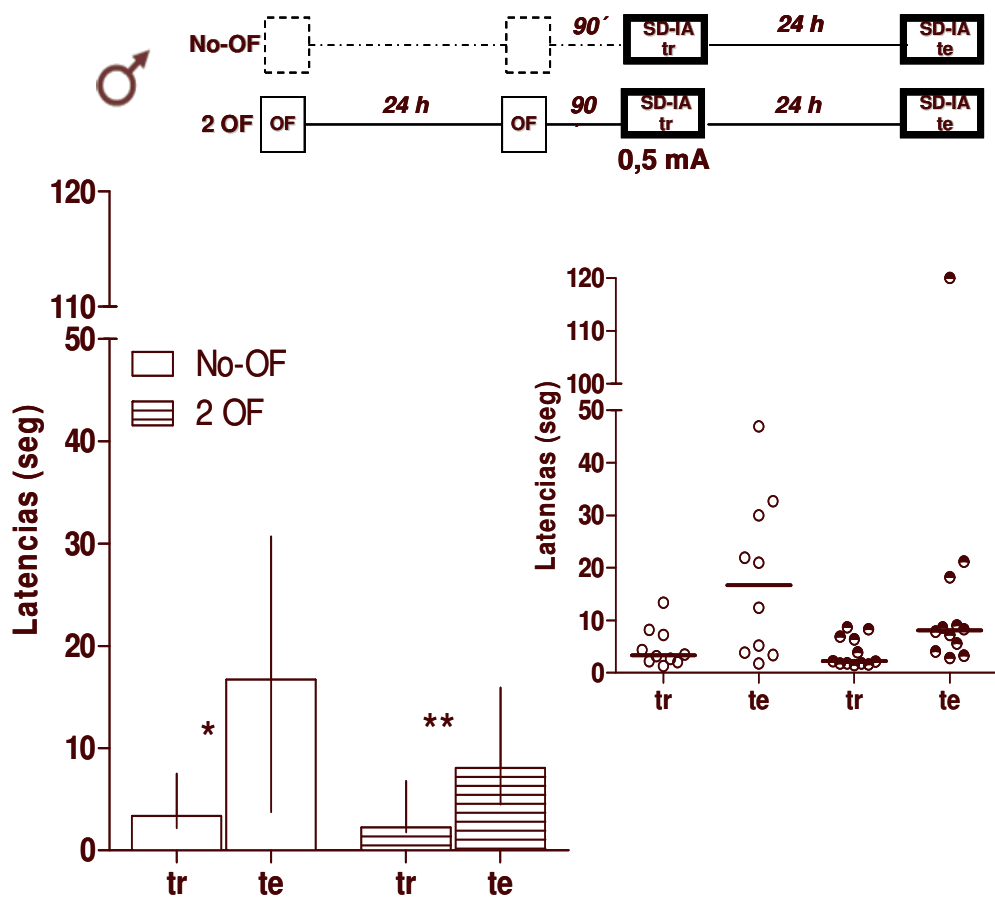 No-OF 90´ SD-IA 24 h SD-IA
tr te
2 OF OF 24 h OF 90 SD-IA 24 h SD-IA
tr te
0,5 mA
Latencias (seg)
120
110
50
40
30
20
10
0
No-OF
2 OF
*
**
tr te tr te
Latencias (seg)
120
110
100
50
40
30
20
10
0
tr te tr te